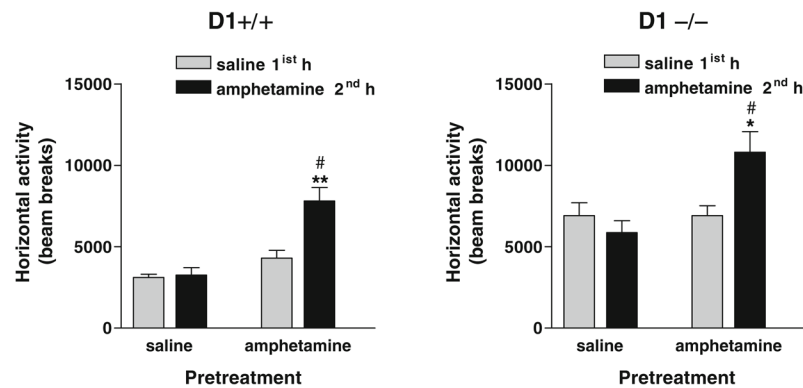 D1+/+
saline 1ist h
amphetamine 2nd h
Horizontal activity
(beam breaks)
15000
10000
5000
0
#
**
saline
amphetamine
Pretreatment
D1 –/–
saline 1ist h
amphetamine 2nd h
Horizontal activity
(beam breaks)
15000
10000
5000
0
#
*
saline
amphetamine
Pretreatment